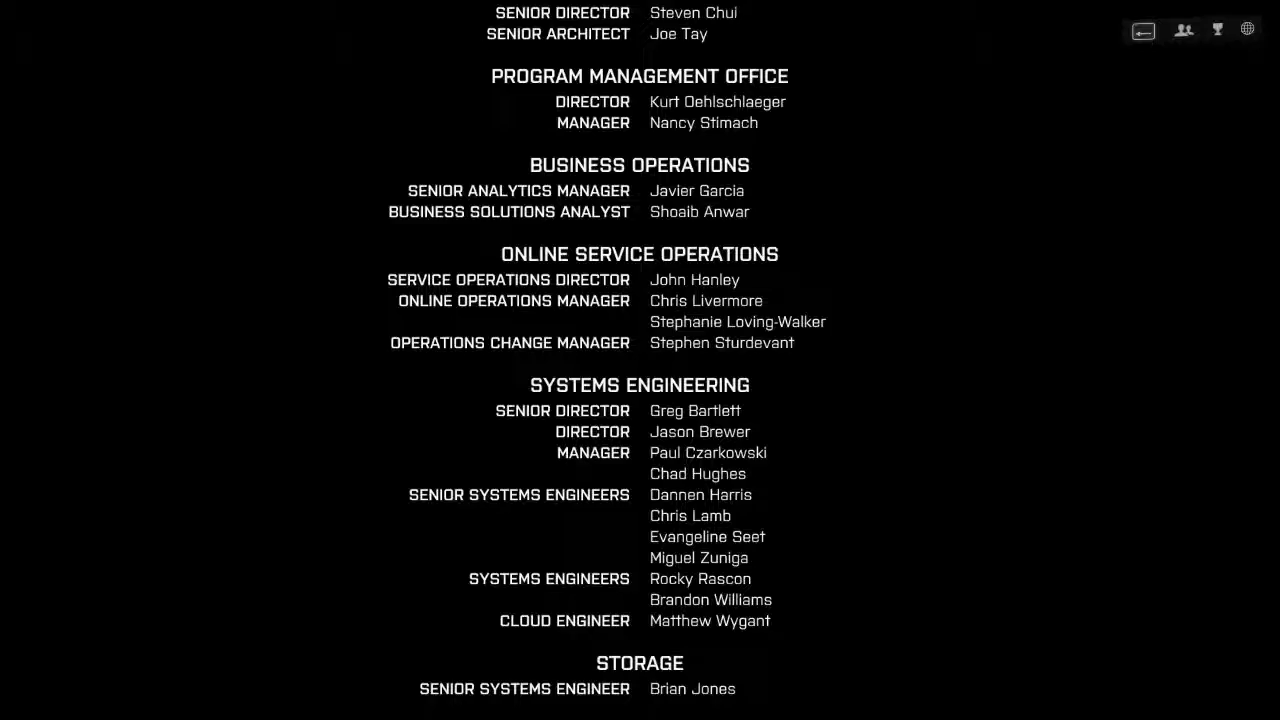 SENIOR DIRECTOR Steven Chui
SENIOR ARCHITECT Joe Tay
PROGRAM MANAGEMENT OFFICE
DIRECTOR Kurt Oehlschlaeger
MANAGER Nancy Stimach
BUSINESS OPERATIONS
SENIOR ANALYTICS MANAGER Javier Garcia
BUSINESS SOLUTIONS ANALYST Shoaib Anwar
ONLINE SERVICE OPERATIONS
SERVICE OPERATIONS DIRECTOR John Hanley
ONLINE OPERATIONS MANAGER Chris Livermore
Stephanie Loving-Walker
OPERATIONS CHANGE MANAGER Stephen Sturdevant
SYSTEMS ENGINEERING
SENIOR DIRECTOR Greg Bartlett
DIRECTOR Jason Brewer
MANAGER Paul Czarkowski
Chad Hughes
SENIOR SYSTEMS ENGINEERS Dannen Harris
Chris Lamb
Evangeline Seet
Miguel Zuniga
SYSTEMS ENGINEERS Rocky Rascon
Brandon Williams
CLOUD ENGINEER Matthew Wygant
STORAGE
SENIOR SYSTEMS ENGINEER Brian Jones